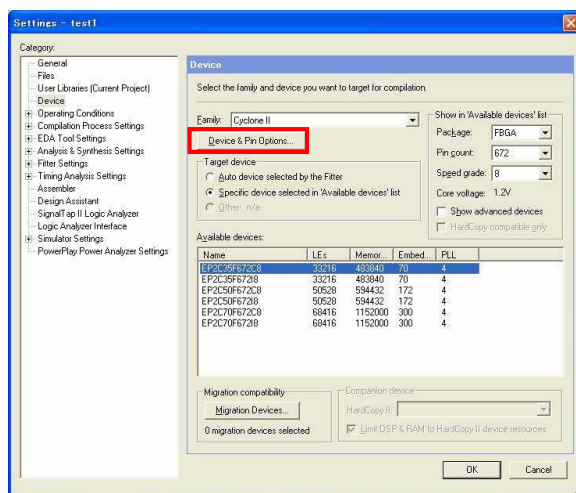 Settings - test1
Category:
General
Files
User Libraries (Current Project)
Device
Operating Conditions
Compilation Process Settings
EDA Tool Settings
Analysis & Synthesis Settings
Fitter Settings
Timing Analysis Settings
Assembler
Design Assistant
SignalTap II Logic Analyzer
Logic Analyzer Interface
Simulator Settings
PowerPlay Power Analyzer Settings
Device
Select the family and device you want to target for compilation.
Family: Cyclone II
Device & Pin Options...
Target device
Auto device selected by the Fitter
Specific device selected in 'Available devices' list
Other: n/a
Show in 'Available devices' list
Package: FBGA
Pin count: 672
Speed grade: 8
Core voltage: 1.2V
Show advanced devices
HardCopy compatible only
Available devices:
Name LEs Memor... Embed... PLL
EP2C35F672C8 33216 483840 70 4
EP2C35F672I8 33216 483840 70 4
EP2C50F672C8 50528 594432 172 4
EP2C50F672I8 50528 594432 172 4
EP2C70F672C8 68416 1152000 300 4
EP2C70F672I8 68416 1152000 300 4
Migration compatibility
Migration Devices...
0 migration devices selected
Companion device
HardCopy II:
Limit DSP & RAM to HardCopy II device resources
OK Cancel